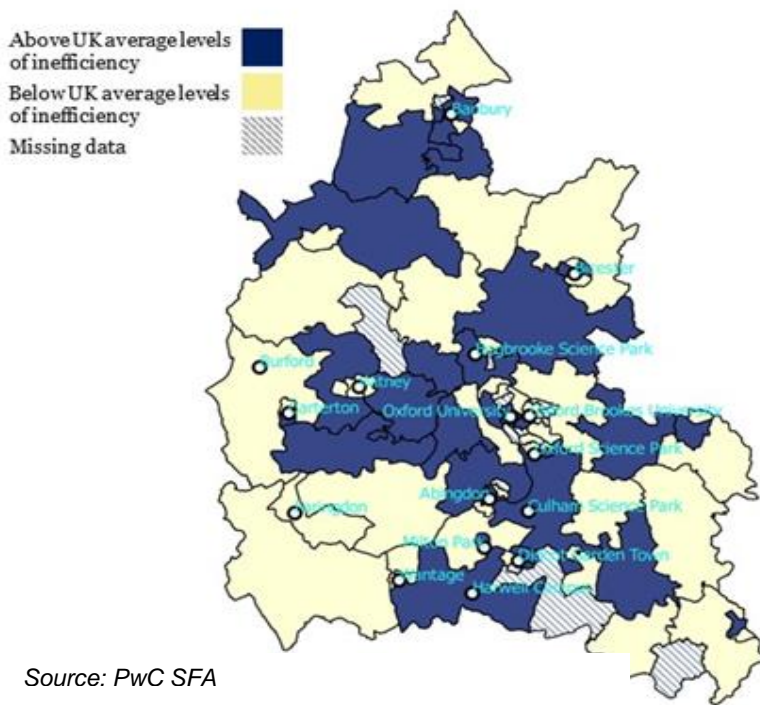 Above UK average levels
of inefficiency
Below UK average levels
of inefficiency
Missing data
Banbury
Bicester
Begbrooke Science Park
Burford
Witney
Carterton
Oxford University
Oxford Brookes University
Oxford Science Park
Abingdon
Culham Science Park
Faringdon
Milton Park
Didcot Garden Town
Wantage
Harwell Campus
Source: PwC SFA